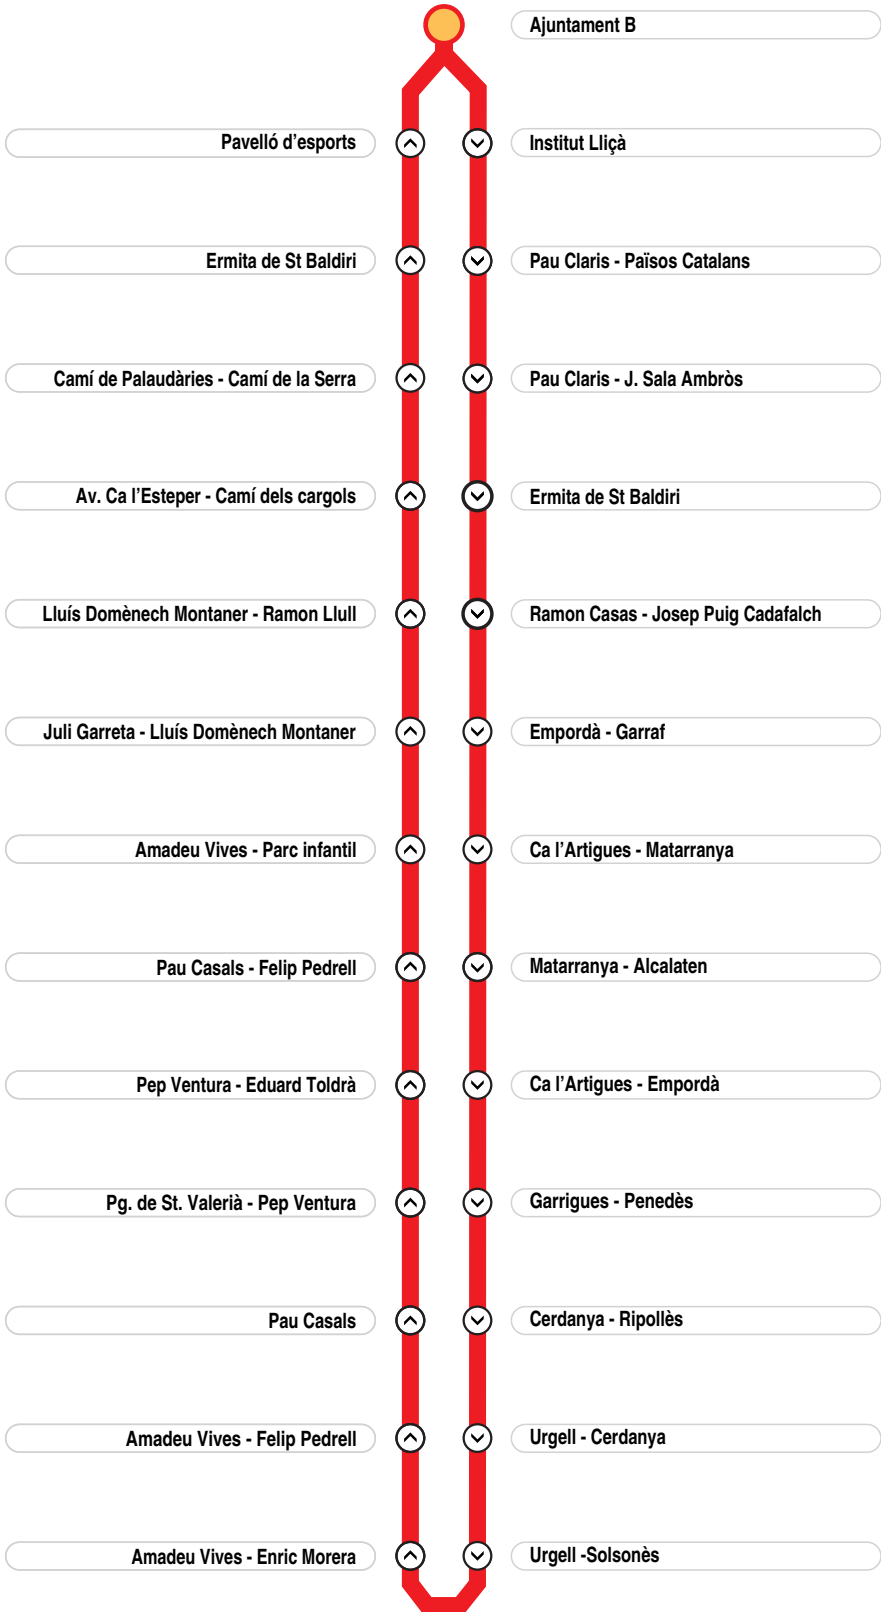 Ajuntament B
Pavelló d'esports
Institut Lliçà
Ermita de St Baldiri
Pau Claris - Països Catalans
Camí de Palaudàries - Camí de la Serra
Pau Claris - J. Sala Ambròs
Av. Ca l'Esteper - Camí dels cargols
Ermita de St Baldiri
Lluís Domènech Montaner - Ramon Llull
Ramon Casas - Josep Puig Cadafalch
Juli Garreta - Lluís Domènech Montaner
Empordà - Garraf
Amadeu Vives - Parc infantil
Ca l'Artigues - Matarranya
Pau Casals - Felip Pedrell
Matarranya - Alcalaten
Pep Ventura - Eduard Toldrà
Ca l'Artigues - Empordà
Pg. de St. Valerià - Pep Ventura
Garrigues - Penedès
Pau Casals
Cerdanya - Ripollès
Amadeu Vives - Felip Pedrell
Urgell - Cerdanya
Amadeu Vives - Enric Morera
Urgell -Solsonès